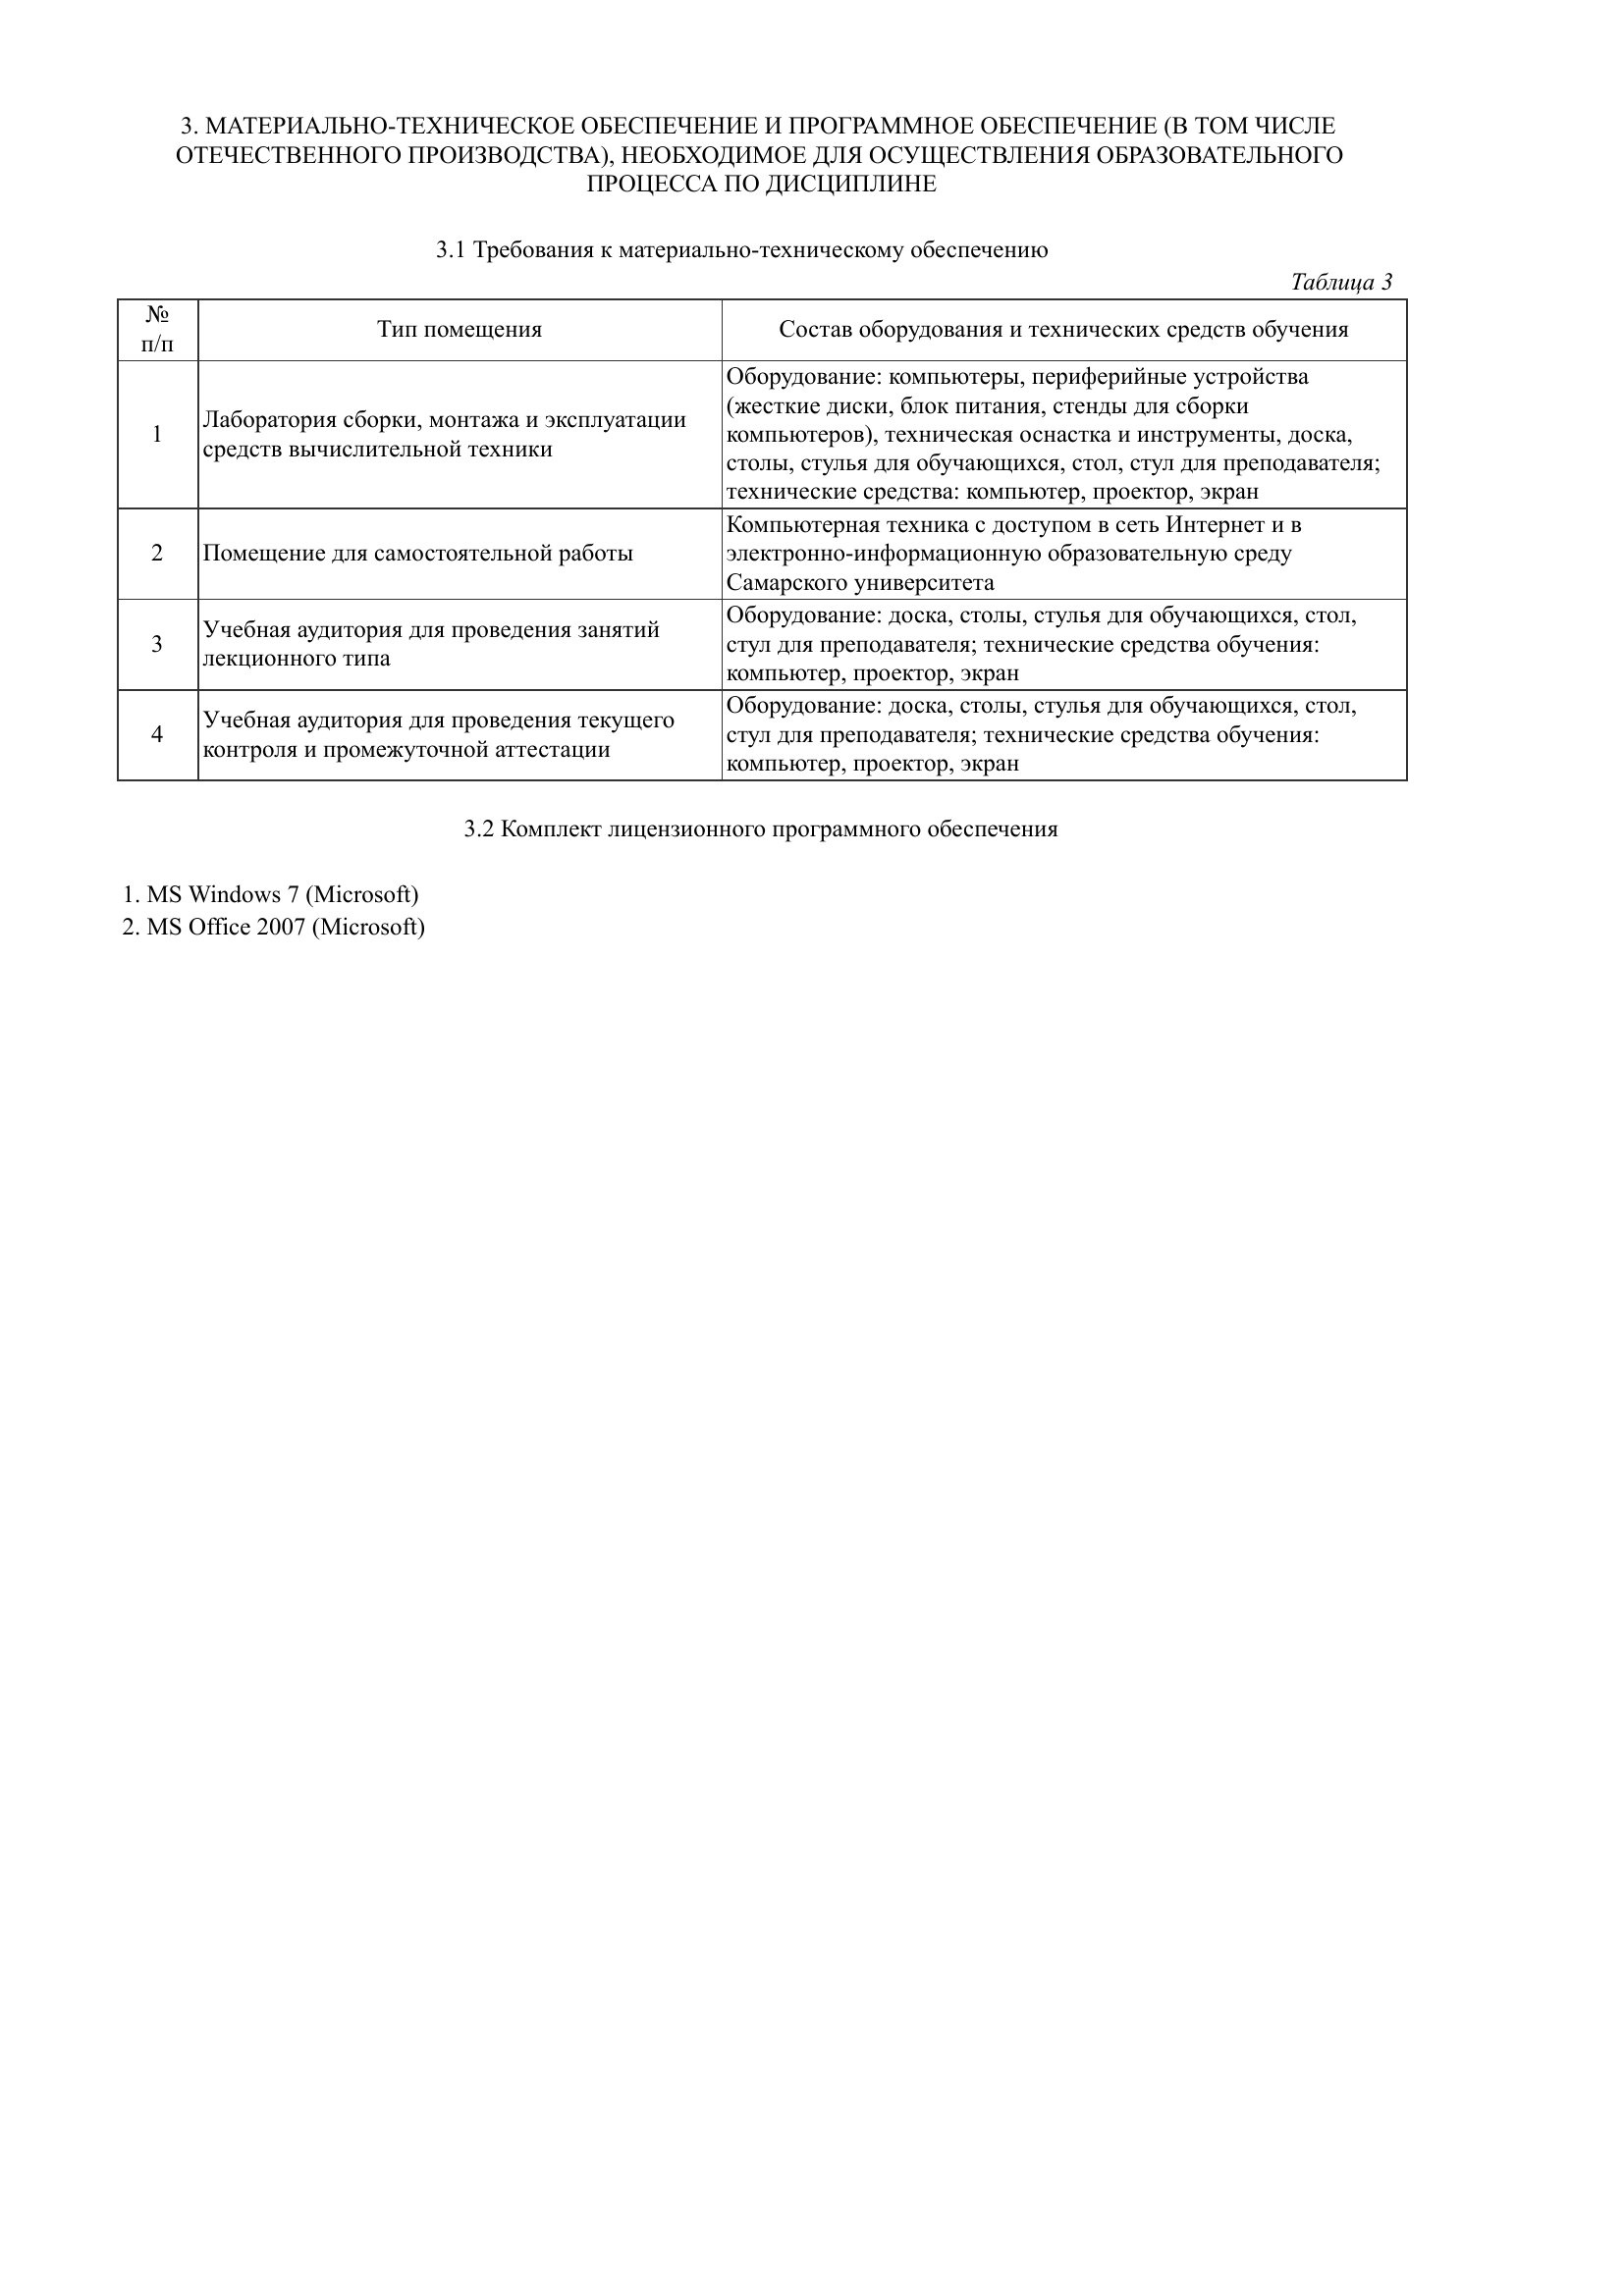 3. МАТЕРИАЛЬНО-ТЕХНИЧЕСКОЕ ОБЕСПЕЧЕНИЕ И ПРОГРАММНОЕ ОБЕСПЕЧЕНИЕ (В ТОМ ЧИСЛЕ
ОТЕЧЕСТВЕННОГО ПРОИЗВОДСТВА), НЕОБХОДИМОЕ ДЛЯ ОСУЩЕСТВЛЕНИЯ ОБРАЗОВАТЕЛЬНОГО
ПРОЦЕССА ПО ДИСЦИПЛИНЕ
3.1 Требования к материально-техническому обеспечению
Таблица 3
№
п/п
Тип помещения
Состав оборудования и технических средств обучения
1
Лаборатория сборки, монтажа и эксплуатации
средств вычислительной техники
Оборудование: компьютеры, периферийные устройства
(жесткие диски, блок питания, стенды для сборки
компьютеров), техническая оснастка и инструменты, доска,
столы, стулья для обучающихся, стол, стул для преподавателя;
технические средства: компьютер, проектор, экран
2
Помещение для самостоятельной работы
Компьютерная техника с доступом в сеть Интернет и в
электронно-информационную образовательную среду
Самарского университета
3
Учебная аудитория для проведения занятий
лекционного типа
Оборудование: доска, столы, стулья для обучающихся, стол,
стул для преподавателя; технические средства обучения:
компьютер, проектор, экран
4
Учебная аудитория для проведения текущего
контроля и промежуточной аттестации
Оборудование: доска, столы, стулья для обучающихся, стол,
стул для преподавателя; технические средства обучения:
компьютер, проектор, экран
3.2 Комплект лицензионного программного обеспечения
1. MS Windows 7 (Microsoft)
2. MS Office 2007 (Microsoft)